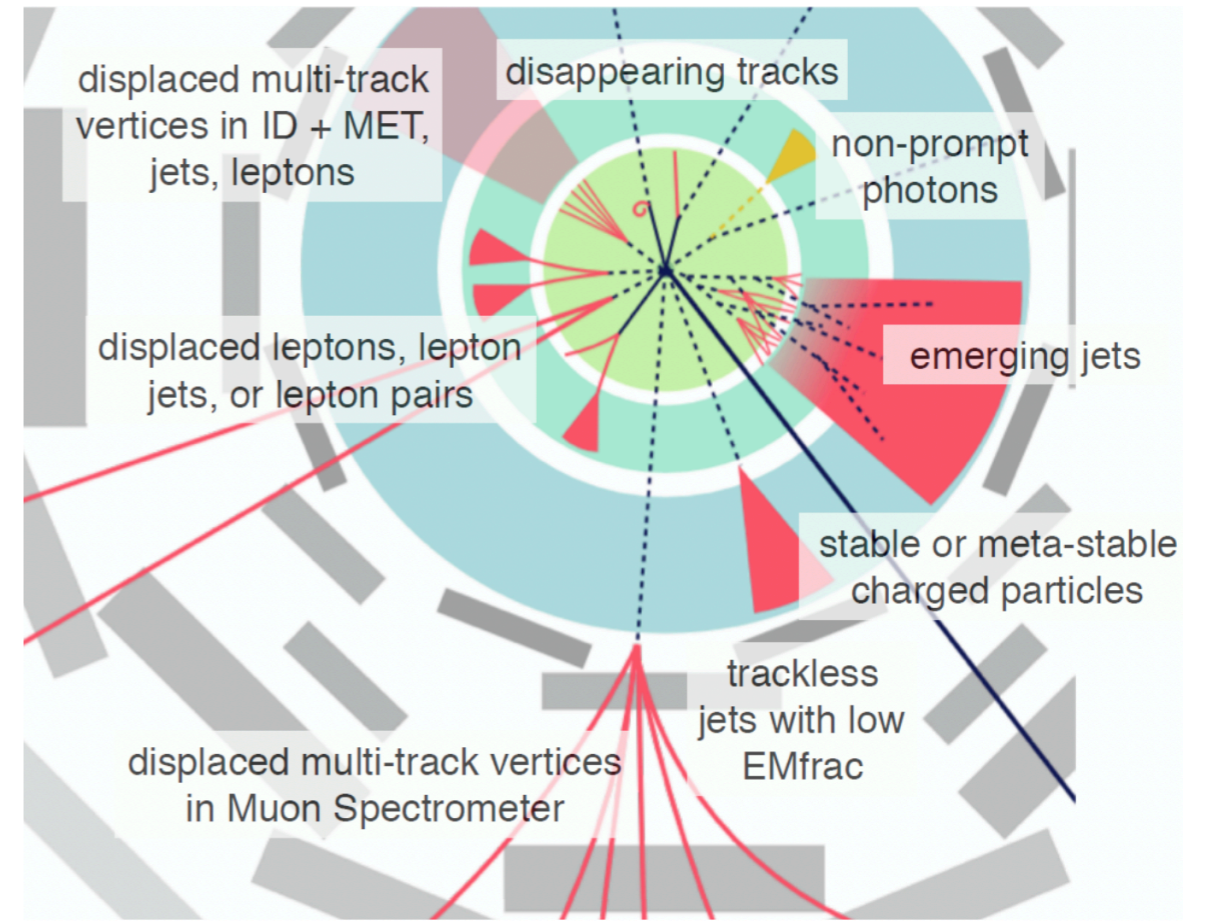 displaced multi-track
vertices in ID + MET,
jets, leptons
disappearing tracks
non-prompt
photons
displaced leptons, lepton
jets, or lepton pairs
emerging jets
stable or meta-stable
charged particles
trackless
jets with low
EMfrac
displaced multi-track vertices
in Muon Spectrometer